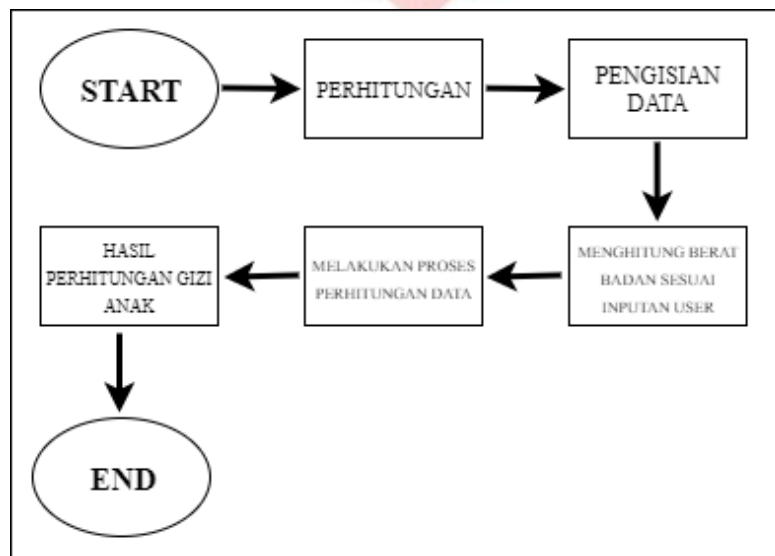 START
PERHITUNGAN
PENGISIAN
DATA
MENGHITUNG BERAT
BADAN SESUAI
INPUTAN USER
MELAKUKAN PROSES
PERHITUNGAN DATA
HASIL
PERHITUNGAN GIZI
ANAK
END